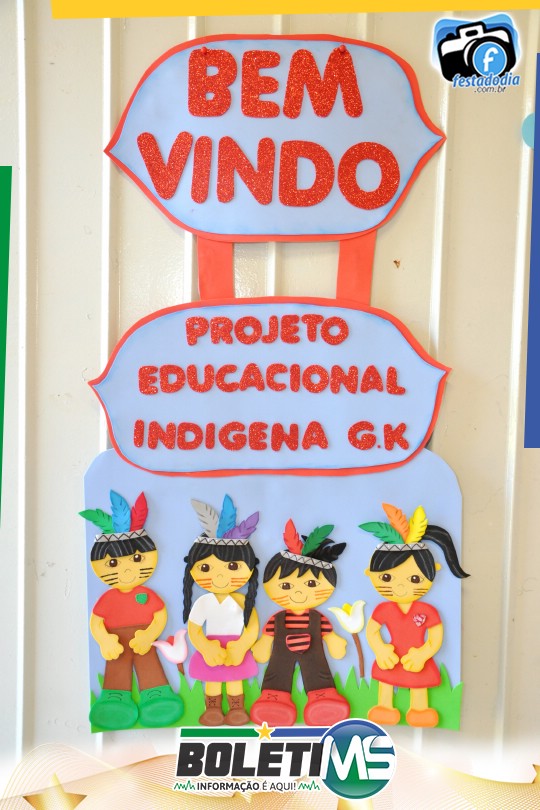 festadodia
.com.br
BEM
VINDO
PROJETO
EDUCACIONAL
INDIGENA G.K
BOLETIMS
INFORMAÇÃO É AQUI!